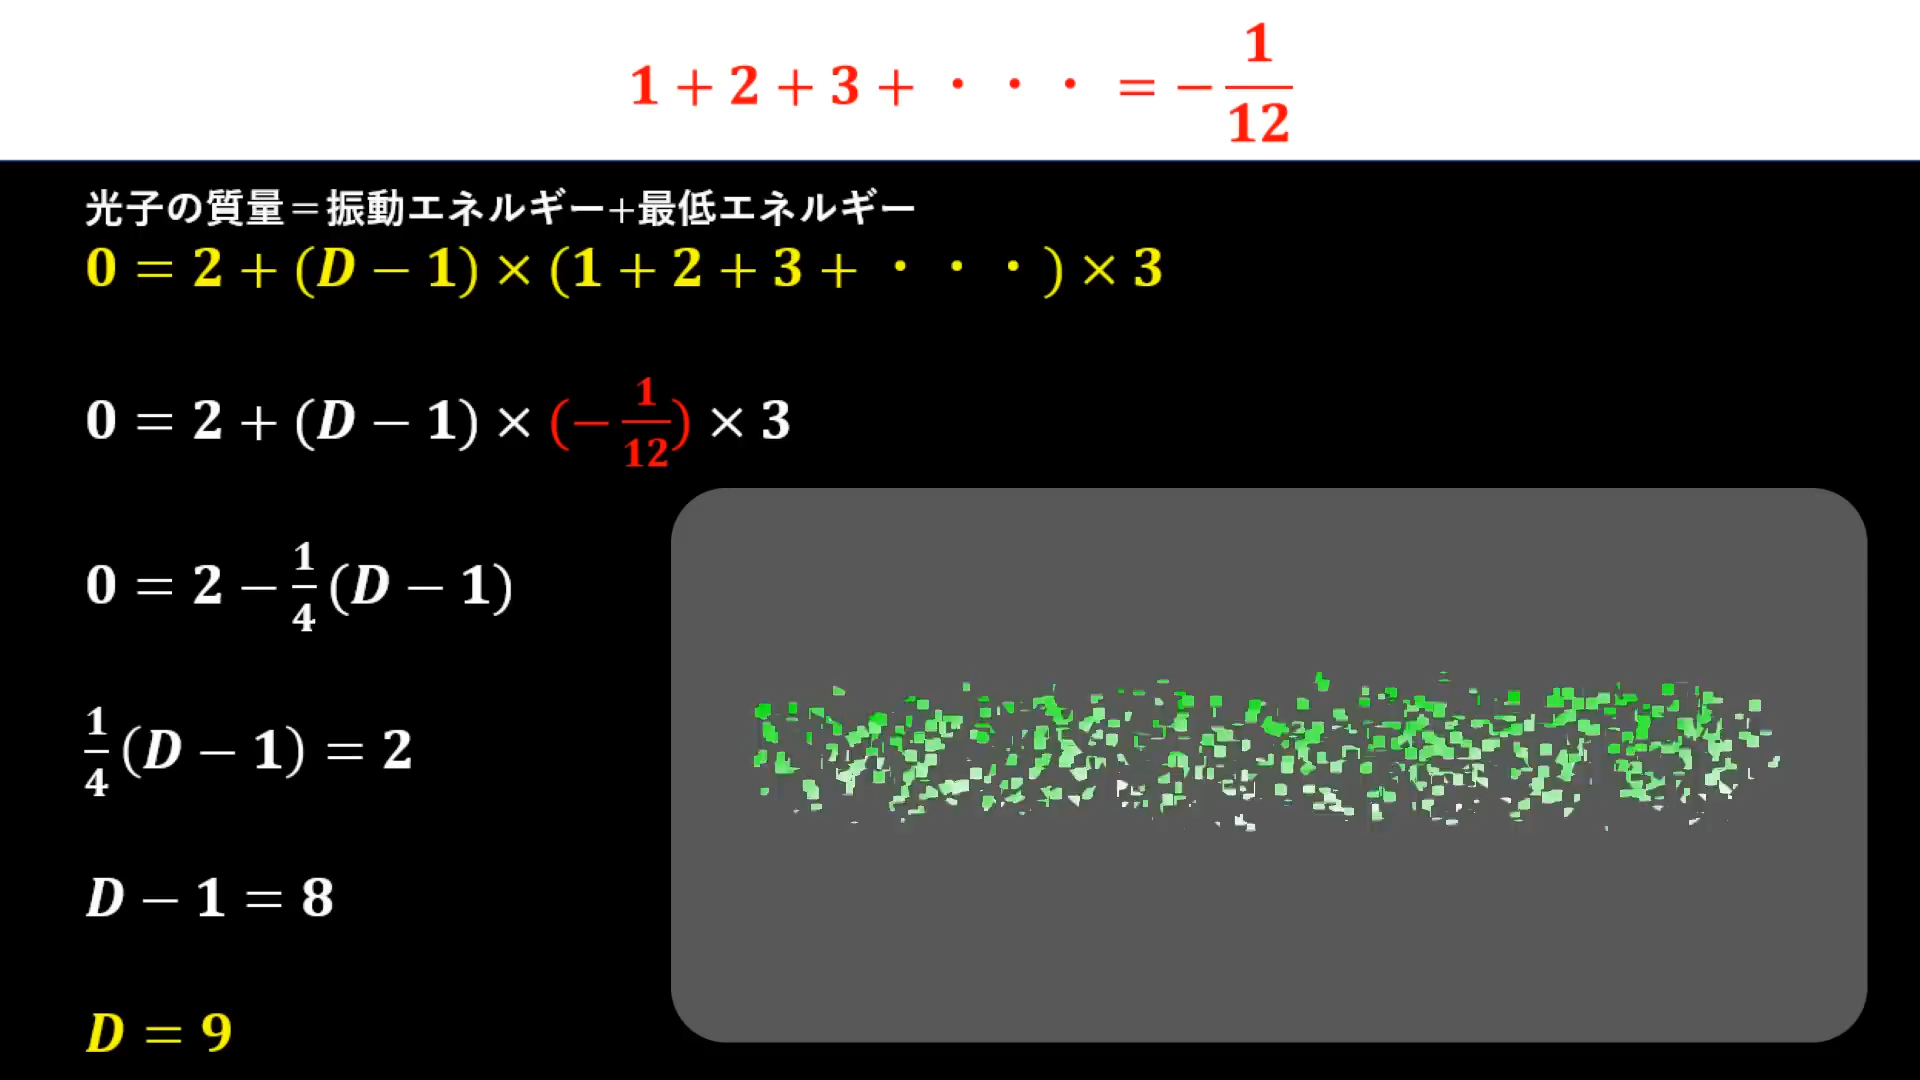 1 + 2 + 3 + ・ ・ ・ = − 1/12
光子の質量＝振動エネルギー+最低エネルギー
0 = 2 + (D − 1) × (1 + 2 + 3 + ・ ・ ・ ) × 3
0 = 2 + (D − 1) × (− 1/12) × 3
0 = 2 − 1/4 (D − 1)
1/4 (D − 1) = 2
D − 1 = 8
D = 9